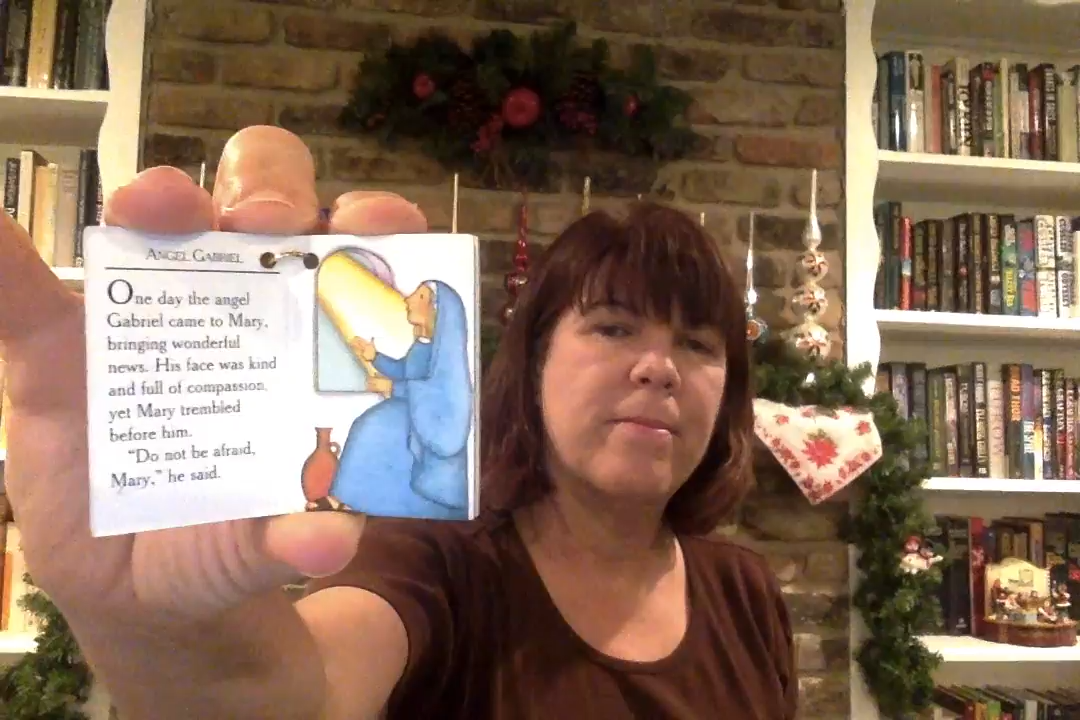 ANGEL GABRIEL
One day the angel
Gabriel came to Mary,
bringing wonderful
news. His face was kind
and full of compassion,
yet Mary trembled
before him.
"Do not be afraid,
Mary," he said.